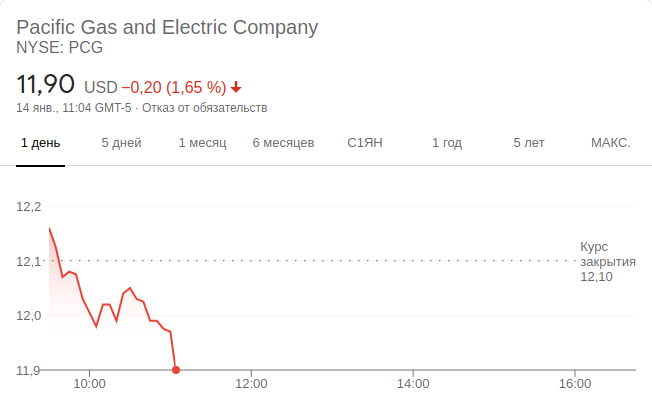 Pacific Gas and Electric Company
NYSE: PCG
11,90 USD −0,20 (1,65 %)
14 янв., 11:04 GMT-5 · Отказ от обязательств
1 день 5 дней 1 месяц 6 месяцев С1ЯН 1 год 5 лет МАКС.
12,2
12,1
12,0
11,9
Курс
закрытия
12,10
10:00 12:00 14:00 16:00